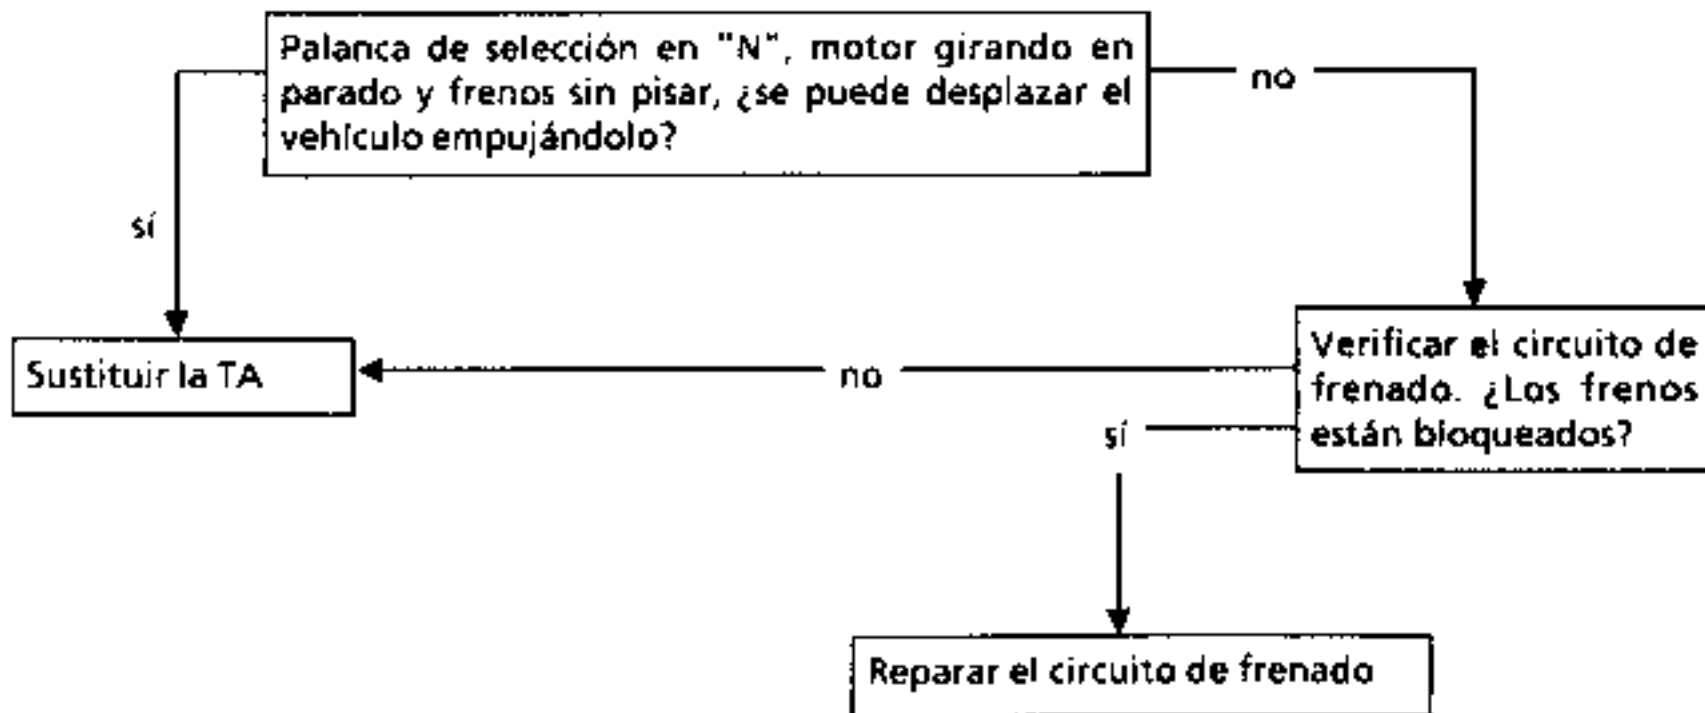 Palanca de selección en "N", motor girando en
parado y frenos sin pisar, ¿se puede desplazar el
vehículo empujándolo?
no
sí
Sustituir la TA
no
Verificar el circuito de
frenado. ¿Los frenos
están bloqueados?
sí
Reparar el circuito de frenado